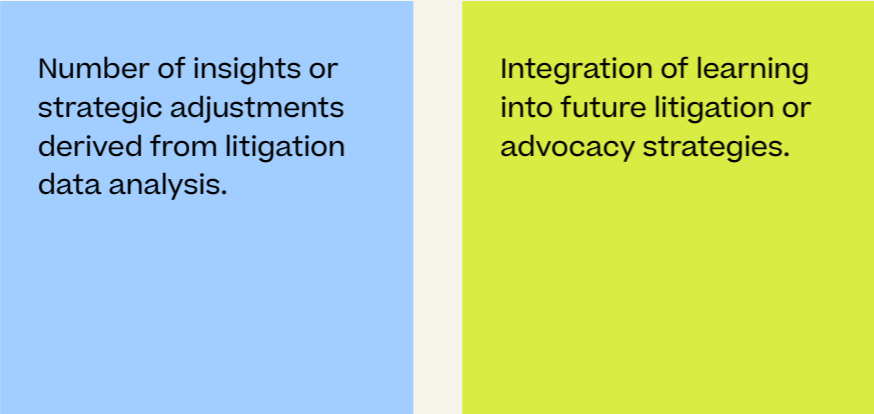 Number of insights or
strategic adjustments
derived from litigation
data analysis.
Integration of learning
into future litigation or
advocacy strategies.